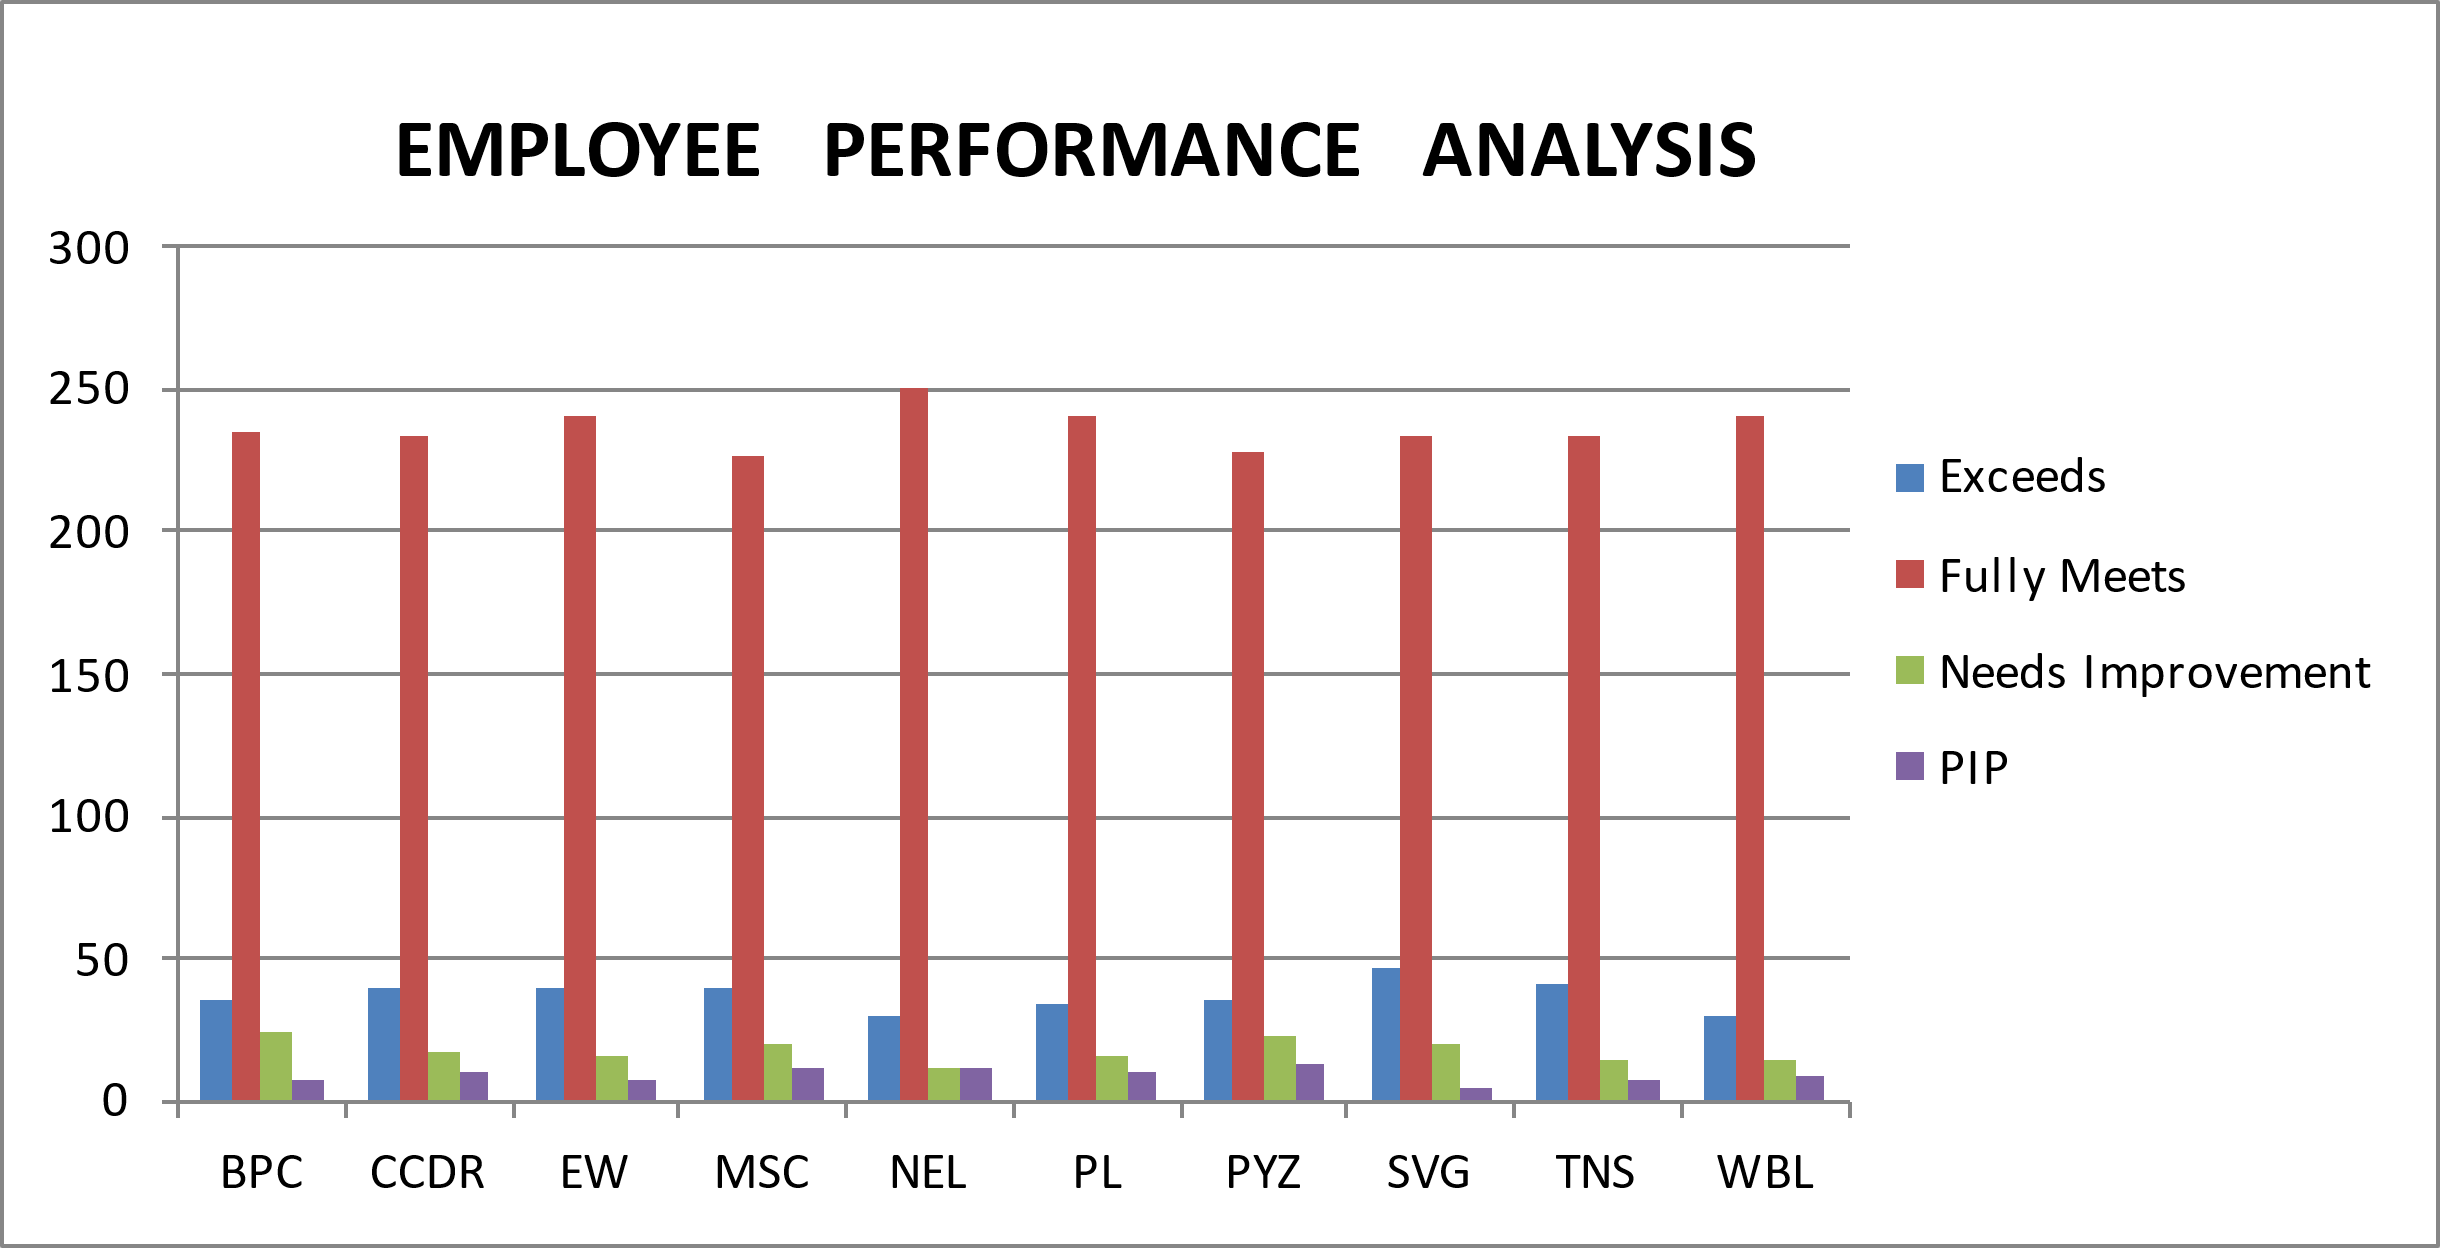 EMPLOYEE PERFORMANCE ANALYSIS
300
250
200
150
100
50
0
BPC CCDR EW MSC NEL PL PYZ SVG TNS WBL
Exceeds
Fully Meets
Needs Improvement
PIP